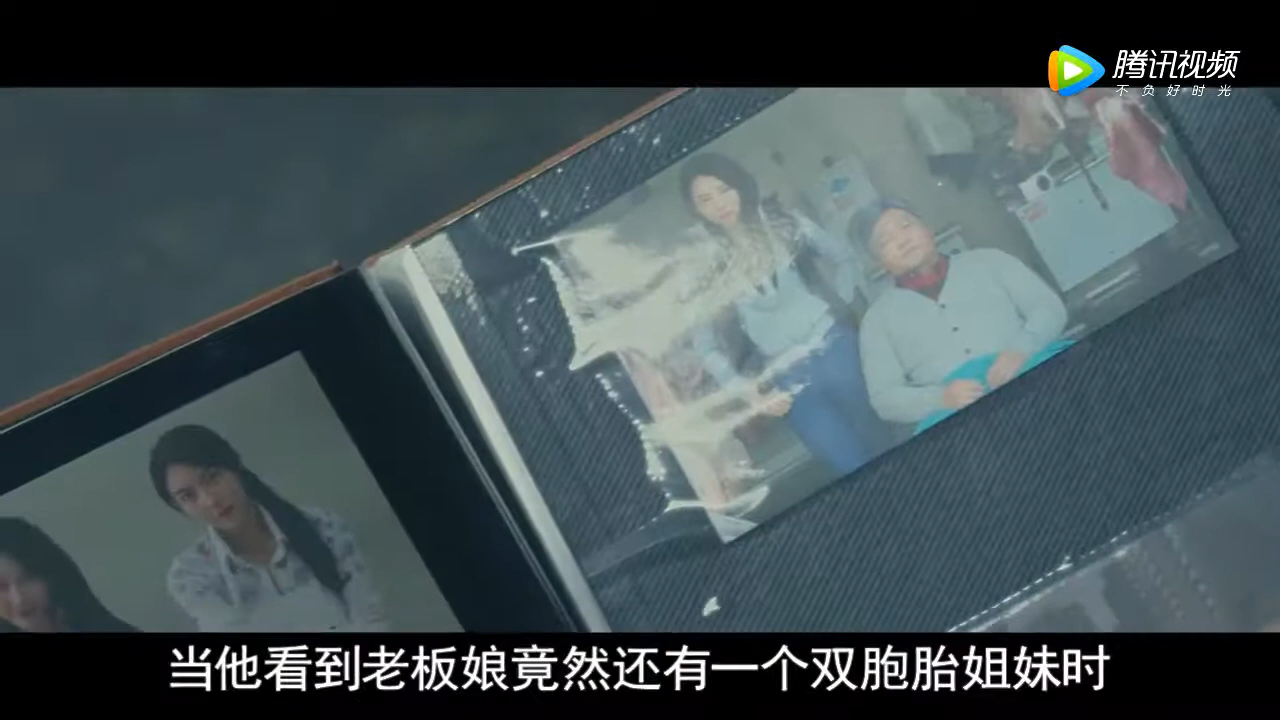 腾讯视频
不负好时光
当他看到老板娘竟然还有一个双胞胎姐妹时